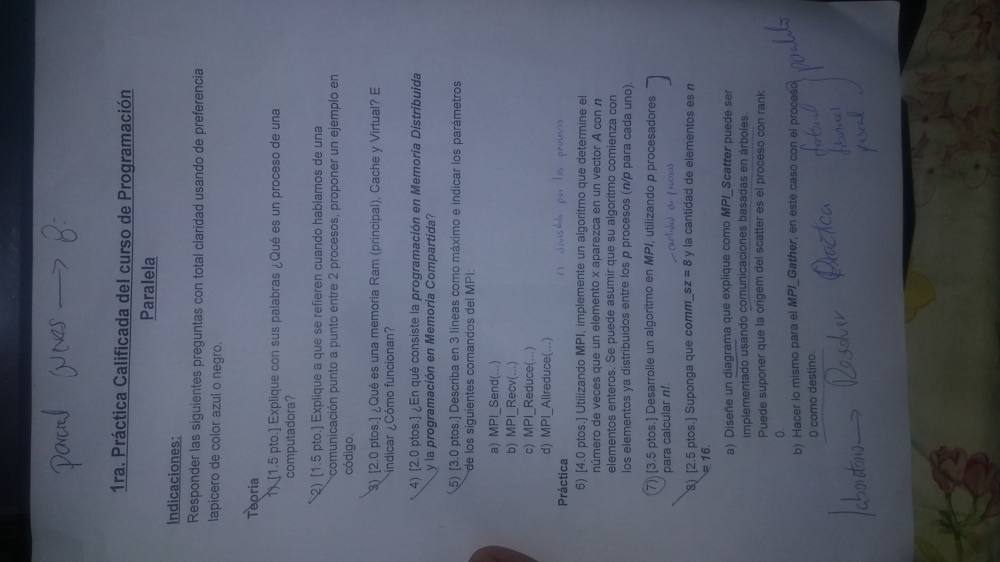 parcial lunes → 8:
1ra. Práctica Calificada del curso de Programación
Paralela
Indicaciones:
Responder las siguientes preguntas con total claridad usando de preferencia
lapicero de color azul o negro.
Teoría
1) [1.5 pto.] Explique con sus palabras ¿Qué es un proceso de una
computadora?
2) [1.5 pto.] Explique a que se refieren cuando hablamos de una
comunicación punto a punto entre 2 procesos, proponer un ejemplo en
código.
3) [2.0 ptos.] ¿Qué es una memoria Ram (principal), Cache y Virtual? E
indicar ¿Cómo funcionan?
4) [2.0 ptos.] ¿En qué consiste la programación en Memoria Distribuida
y la programación en Memoria Compartida?
5) [3.0 ptos.] Describa en 3 líneas como máximo e indicar los parámetros
de los siguientes comandos del MPI:
a) MPI_Send(...)
b) MPI_Recv(...)
c) MPI_Reduce(...)
d) MPI_Allreduce(...)
n dividido por los procesos
Práctica
6) [4.0 ptos.] Utilizando MPI, implemente un algoritmo que determine el
número de veces que un elemento x aparezca en un vector A con n
elementos enteros. Se puede asumir que su algoritmo comienza con
los elementos ya distribuidos entre los p procesos (n/p para cada uno).
7) [3.5 ptos.] Desarrolle un algoritmo en MPI, utilizando p procesadores
para calcular n!.
cantidad de procesos
8) [2.5 ptos.] Suponga que comm_sz = 8 y la cantidad de elementos es n
= 16.
a) Diseñe un diagrama que explique como MPI_Scatter puede ser
implementado usando comunicaciones basadas en árboles.
Puede suponer que la origem del scatter es el proceso con rank
0.
b) Hacer lo mismo para el MPI_Gather, en este caso con el proceso
0 como destino.
factorial
fibonacci
pascal
paralelo
laboratorio → Resolver Práctica